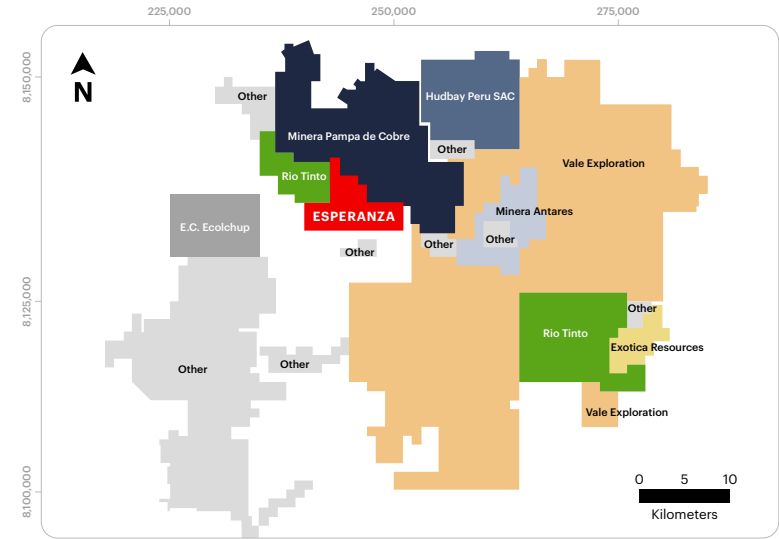 225,000
250,000
275,000
8,150,000
N
Other
Hudbay Peru SAC
Minera Pampa de Cobre
Other
Vale Exploration
Rio Tinto
ESPERANZA
Minera Antares
E.C. Ecolchup
Other
Other
Other
8,125,000
Other
Rio Tinto
Exotica Resources
Other
Other
Vale Exploration
8,100,000
0 5 10
Kilometers